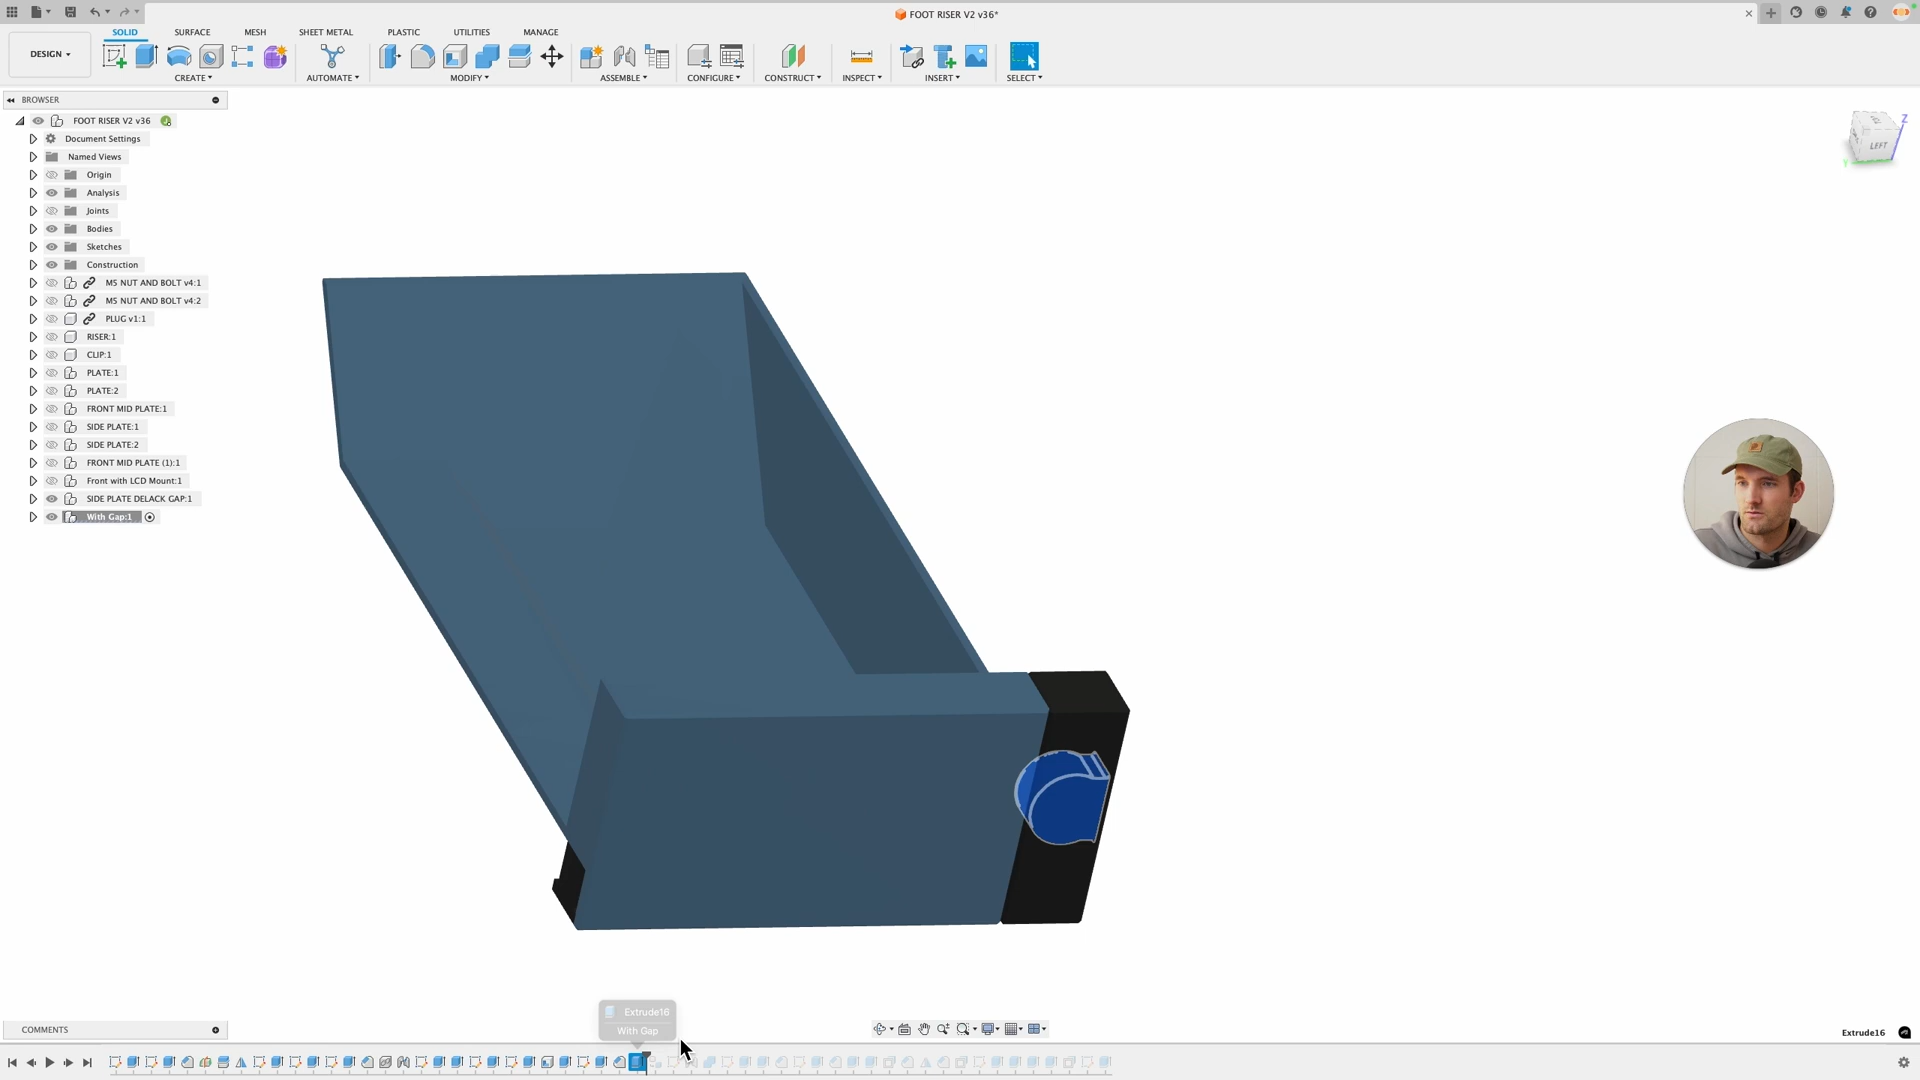 FOOT RISER V2 v36*
DESIGN
SOLID
SURFACE
MESH
SHEET METAL
PLASTIC
UTILITIES
MANAGE
CREATE
AUTOMATE
MODIFY
ASSEMBLE
CONFIGURE
CONSTRUCT
INSPECT
INSERT
SELECT
BROWSER
FOOT RISER V2 v36
Document Settings
Named Views
Origin
Analysis
Joints
Bodies
Sketches
Construction
M5 NUT AND BOLT v4:1
M5 NUT AND BOLT v4:2
PLUG v1:1
RISER:1
CLIP:1
PLATE:1
PLATE:2
FRONT MID PLATE:1
SIDE PLATE:1
SIDE PLATE:2
FRONT MID PLATE (1):1
Front with LCD Mount:1
SIDE PLATE DELACK GAP:1
With Gap:1
Z
LEFT
Y
Extrude16
With Gap
COMMENTS
Extrude16